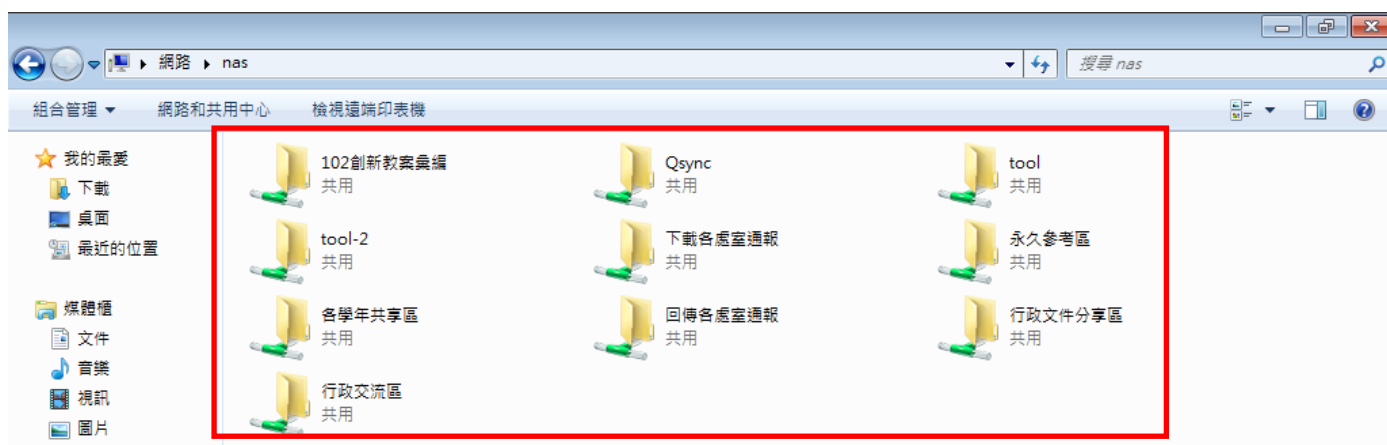 網路 nas
搜尋 nas
組合管理 網路和共用中心 檢視遠端印表機
我的最愛
下載
桌面
最近的位置
媒體櫃
文件
音樂
視訊
圖片
102創新教案彙編
共用
Qsync
共用
tool
共用
tool-2
共用
下載各處室通報
共用
永久參考區
共用
各學年共享區
共用
回傳各處室通報
共用
行政文件分享區
共用
行政交流區
共用